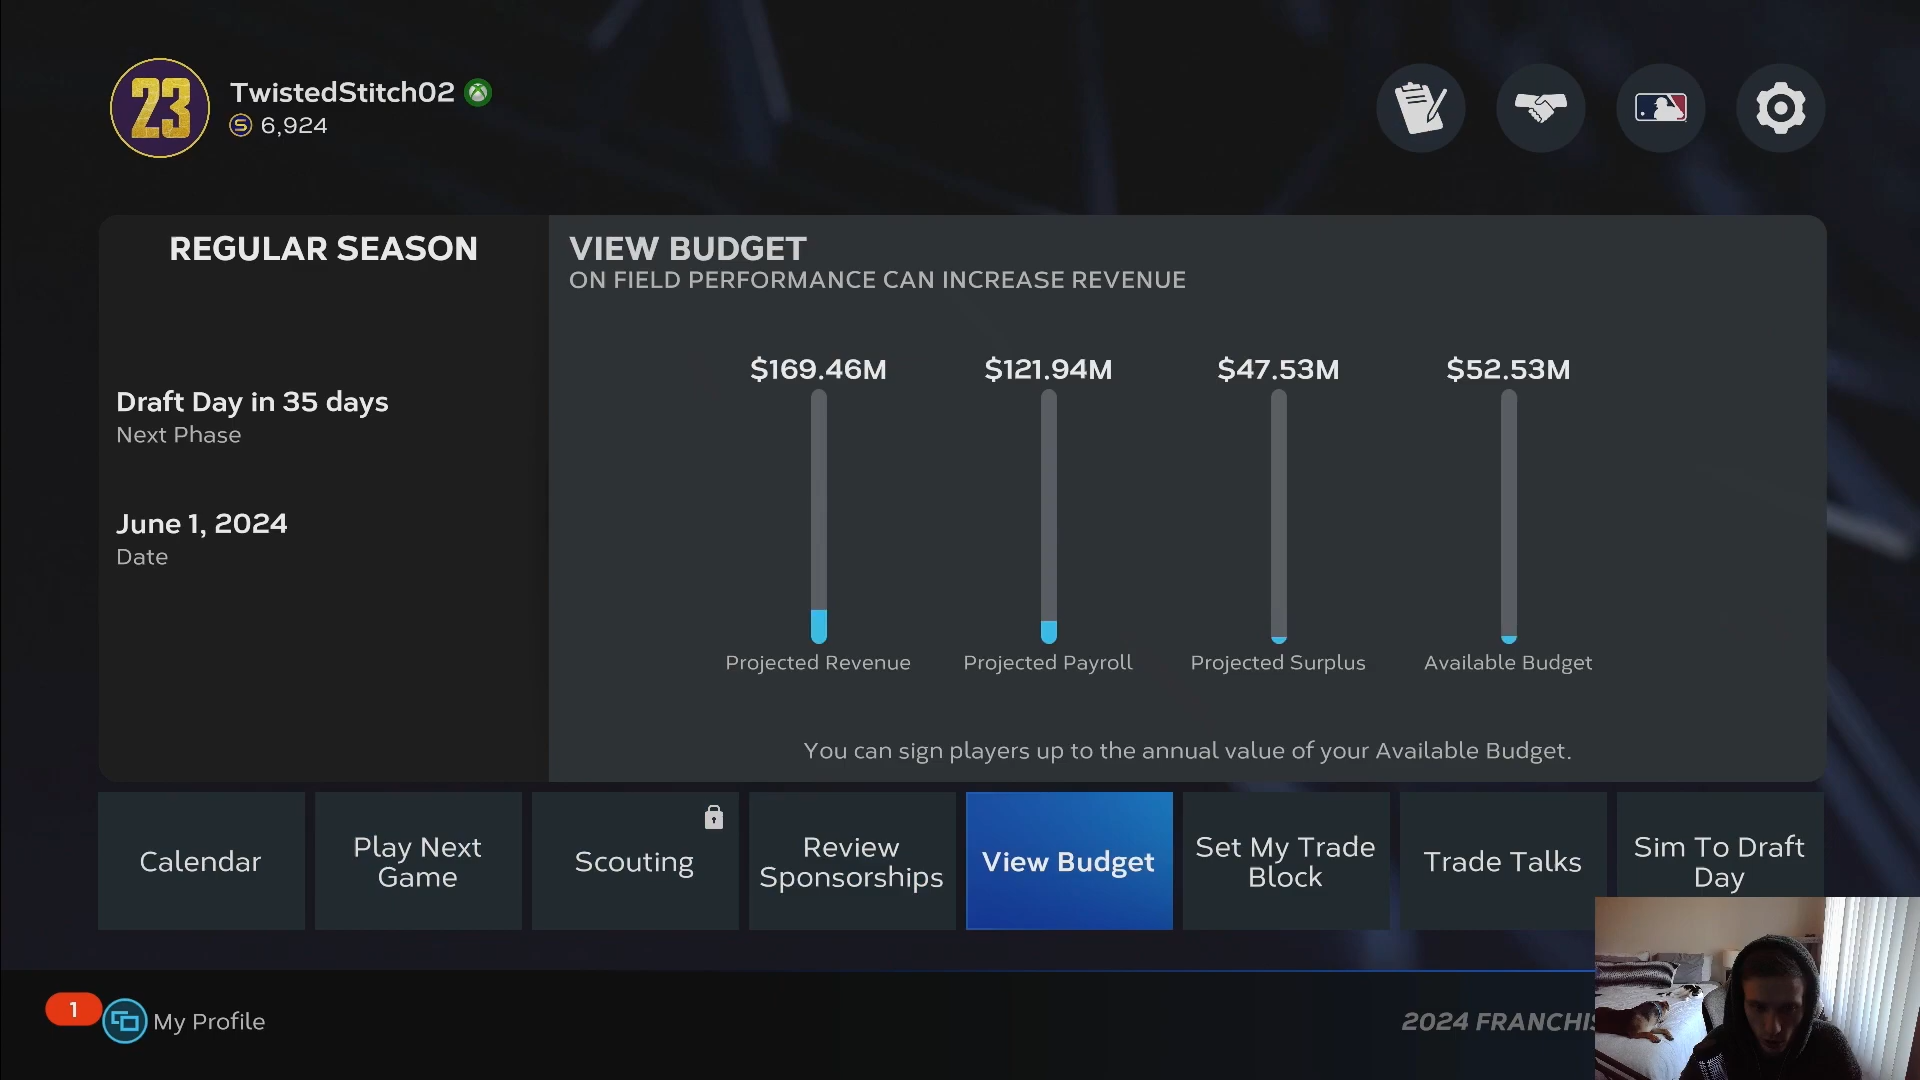 23
TwistedStitch02
S 6,924
REGULAR SEASON
Draft Day in 35 days
Next Phase
June 1, 2024
Date
VIEW BUDGET
ON FIELD PERFORMANCE CAN INCREASE REVENUE
$169.46M $121.94M $47.53M $52.53M
Projected Revenue Projected Payroll Projected Surplus Available Budget
You can sign players up to the annual value of your Available Budget.
Calendar
Play Next
Game
Scouting
Review
Sponsorships
View Budget
Set My Trade
Block
Trade Talks
Sim To Draft
Day
1
My Profile
2024 FRANCHIS